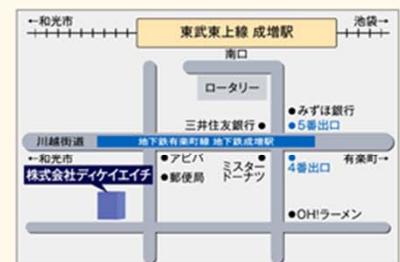 ←和光市
池袋→
東武東上線 成増駅
南口
ロータリー
●みずほ銀行
三井住友銀行●
●5番出口
川越街道
地下鉄有楽町線 地下鉄成増駅
←和光市
●アビバ
ミスター
ドーナツ
●
4番出口
有楽町→
株式会社ディケイエイチ
●郵便局
●OH!ラーメン